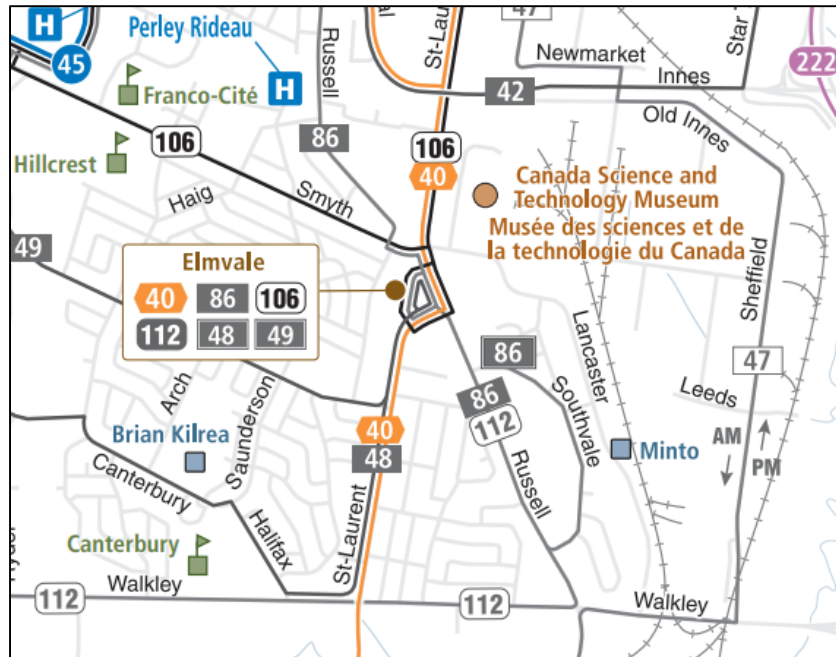 H
Perley Rideau
H
45
Franco-Cité
Hillcrest
106
Haig
Smyth
Russell
86
St-Laurent
106
40
47
Newmarket
Innes
42
Old Innes
Star
222
Canada Science and
Technology Museum
Musée des sciences et de
la technologie du Canada
49
Elmvale
40 86 106
112 48 49
Sheffield
47
Lancaster
Leeds
AM
PM
86
Southvale
86
112
Russell
Arch
Saunderson
Brian Kilrea
Canterbury
40
48
Minto
Halifax
St-Laurent
Canterbury
Walkley
112
112
Walkley